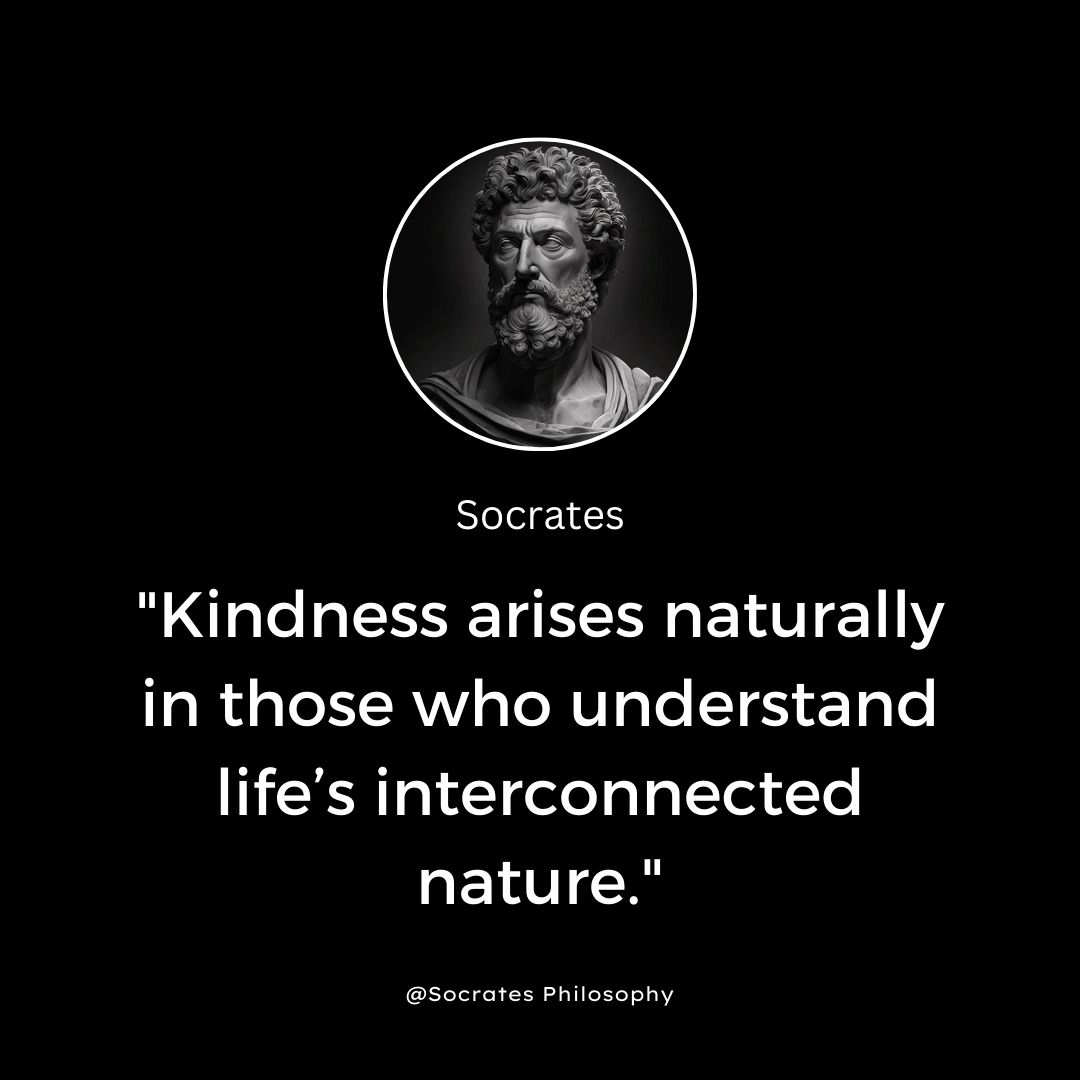 Socrates
"Kindness arises naturally
in those who understand
life’s interconnected
nature."
@Socrates Philosophy